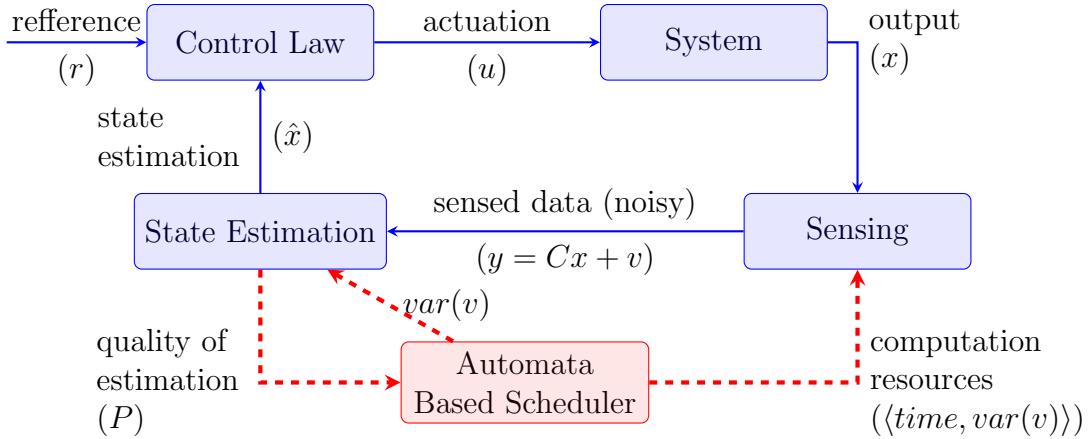 refference
(r)
Control Law
actuation
(u)
System
output
(x)
state
estimation
(x̂)
State Estimation
sensed data (noisy)
(y = Cx + v)
Sensing
var(v)
quality of
estimation
(P)
Automata
Based Scheduler
computation
resources
(⟨time, var(v)⟩)